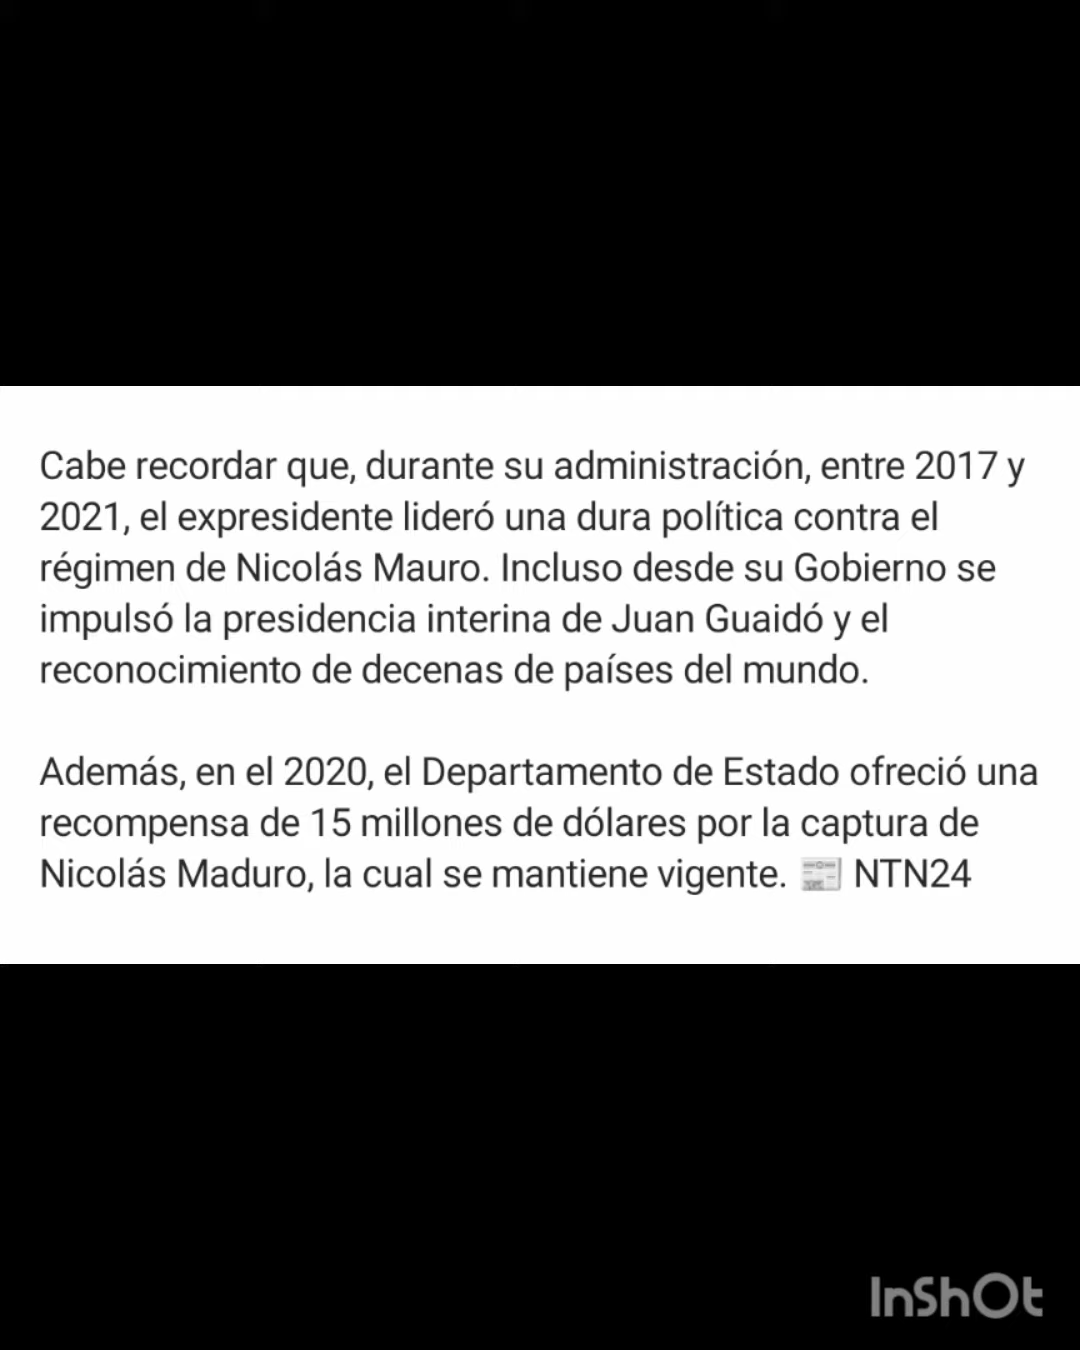 Cabe recordar que, durante su administración, entre 2017 y
2021, el expresidente lideró una dura política contra el
régimen de Nicolás Mauro. Incluso desde su Gobierno se
impulsó la presidencia interina de Juan Guaidó y el
reconocimiento de decenas de países del mundo.
Además, en el 2020, el Departamento de Estado ofreció una
recompensa de 15 millones de dólares por la captura de
Nicolás Maduro, la cual se mantiene vigente. 📰 NTN24
InShOt